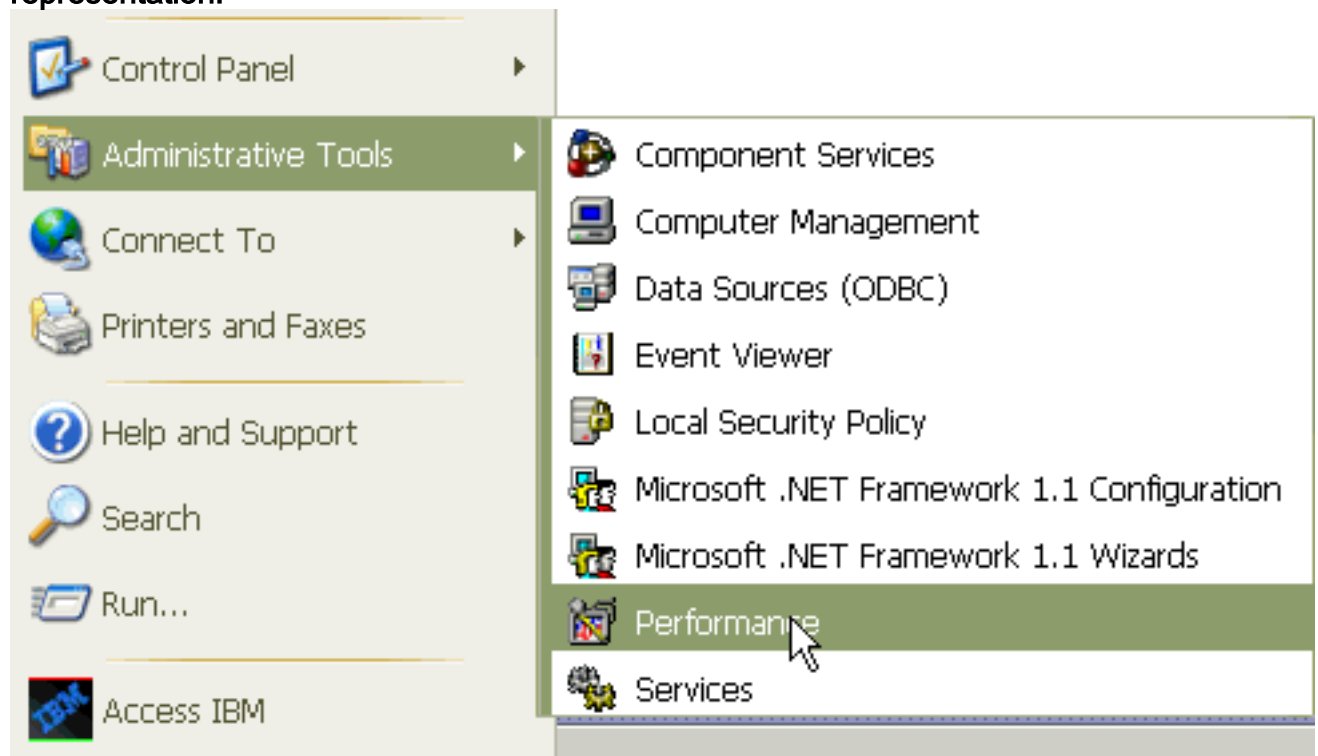 representation.
Control Panel
Administrative Tools
Connect To
Printers and Faxes
Help and Support
Search
Run...
IBM
Access IBM
Component Services
Computer Management
Data Sources (ODBC)
Event Viewer
Local Security Policy
Microsoft .NET Framework 1.1 Configuration
Microsoft .NET Framework 1.1 Wizards
Performance
Services